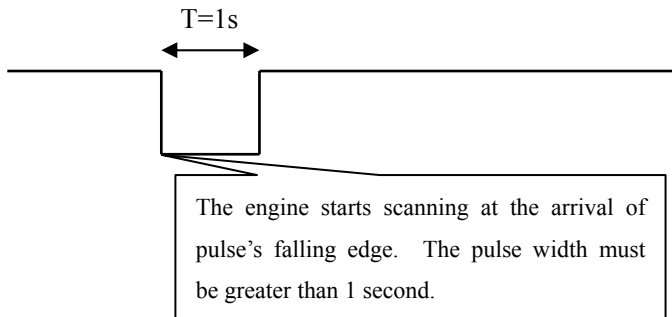 T=1s
The engine starts scanning at the arrival of
pulse’s falling edge. The pulse width must
be greater than 1 second.